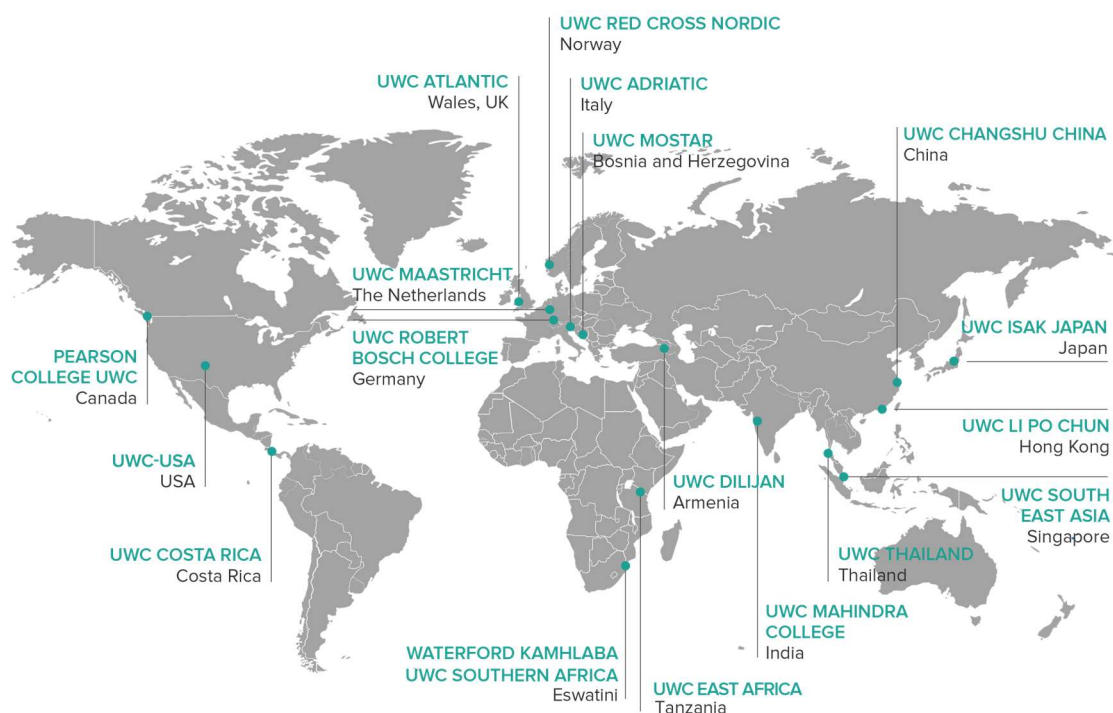 UWC RED CROSS NORDIC
Norway
UWC ATLANTIC
Wales, UK
UWC ADRIATIC
Italy
UWC MOSTAR
Bosnia and Herzegovina
UWC CHANGSHU CHINA
China
UWC MAASTRICHT
The Netherlands
UWC ROBERT
BOSCH COLLEGE
Germany
UWC ISAK JAPAN
Japan
PEARSON
COLLEGE UWC
Canada
UWC LI PO CHUN
Hong Kong
UWC-USA
USA
UWC DILIJAN
Armenia
UWC SOUTH
EAST ASIA
Singapore
UWC COSTA RICA
Costa Rica
UWC THAILAND
Thailand
UWC MAHINDRA
COLLEGE
India
WATERFORD KAMHLABA
UWC SOUTHERN AFRICA
Eswatini
UWC EAST AFRICA
Tanzania